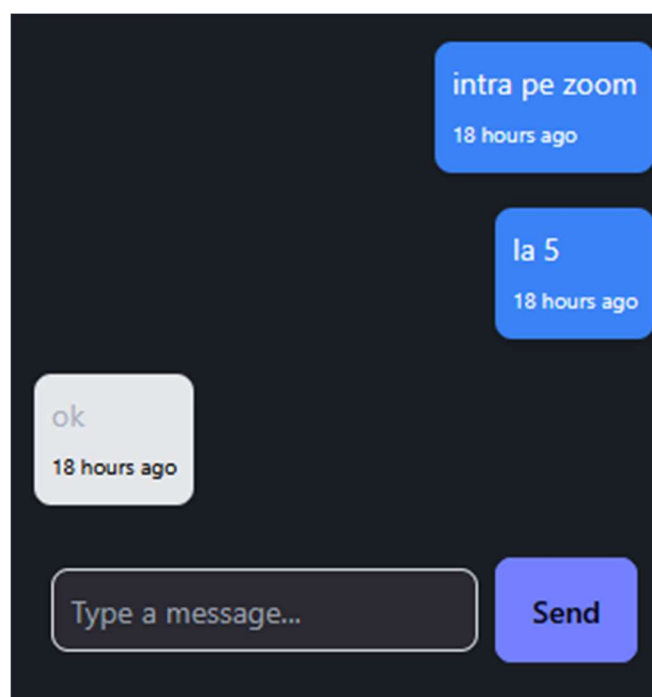 intra pe zoom
18 hours ago
la 5
18 hours ago
ok
18 hours ago
Type a message...
Send